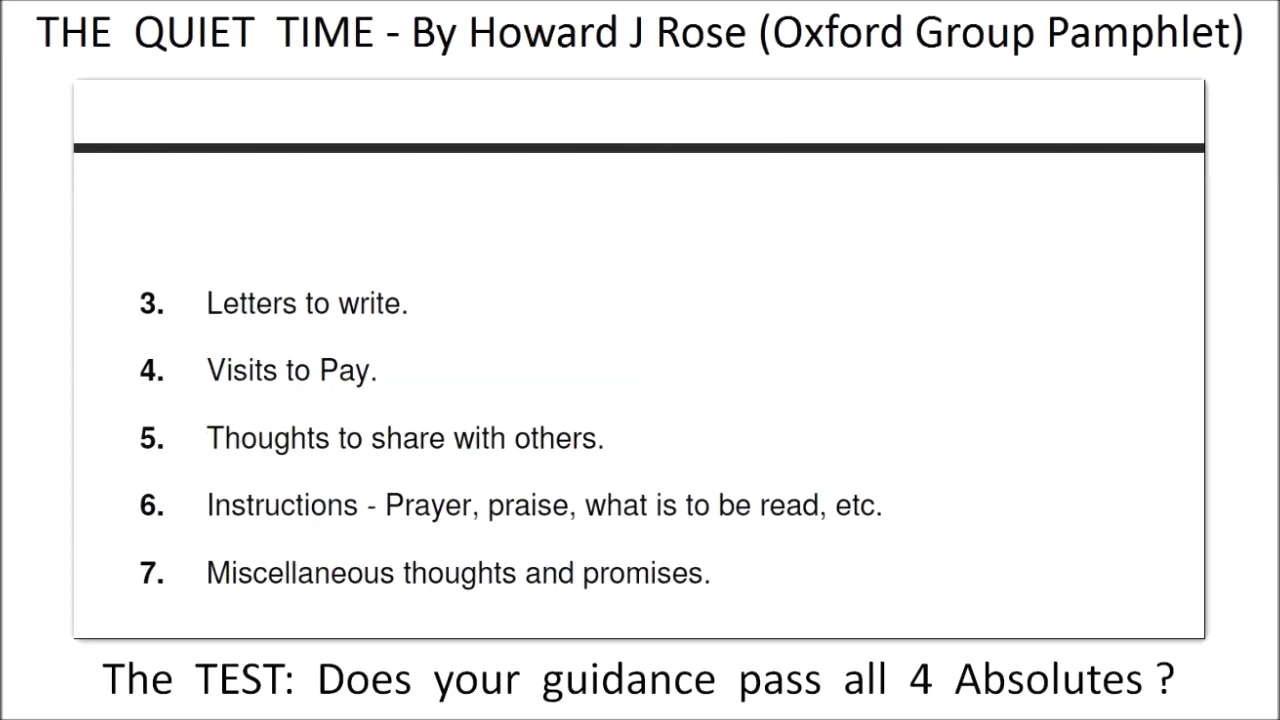 THE QUIET TIME - By Howard J Rose (Oxford Group Pamphlet)
3. Letters to write.
4. Visits to Pay.
5. Thoughts to share with others.
6. Instructions - Prayer, praise, what is to be read, etc.
7. Miscellaneous thoughts and promises.
The TEST: Does your guidance pass all 4 Absolutes ?